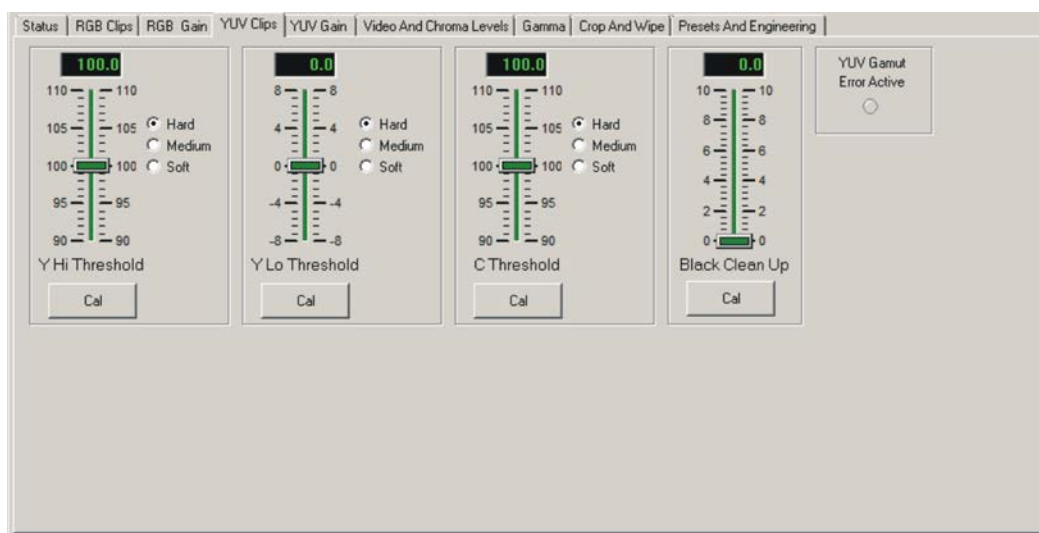 Status RGB Clips RGB Gain YUV Clips YUV Gain Video And Chroma Levels Gamma Crop And Wipe Presets And Engineering
100.0
110 110
105 105
100 100
95 95
90 90
Hard
Medium
Soft
Y Hi Threshold
Cal
0.0
8 8
4 4
0 0
-4 -4
-8 -8
Hard
Medium
Soft
Y Lo Threshold
Cal
100.0
110 110
105 105
100 100
95 95
90 90
Hard
Medium
Soft
C Threshold
Cal
0.0
10 10
8 8
6 6
4 4
2 2
0 0
Black Clean Up
Cal
YUV Gamut
Error Active